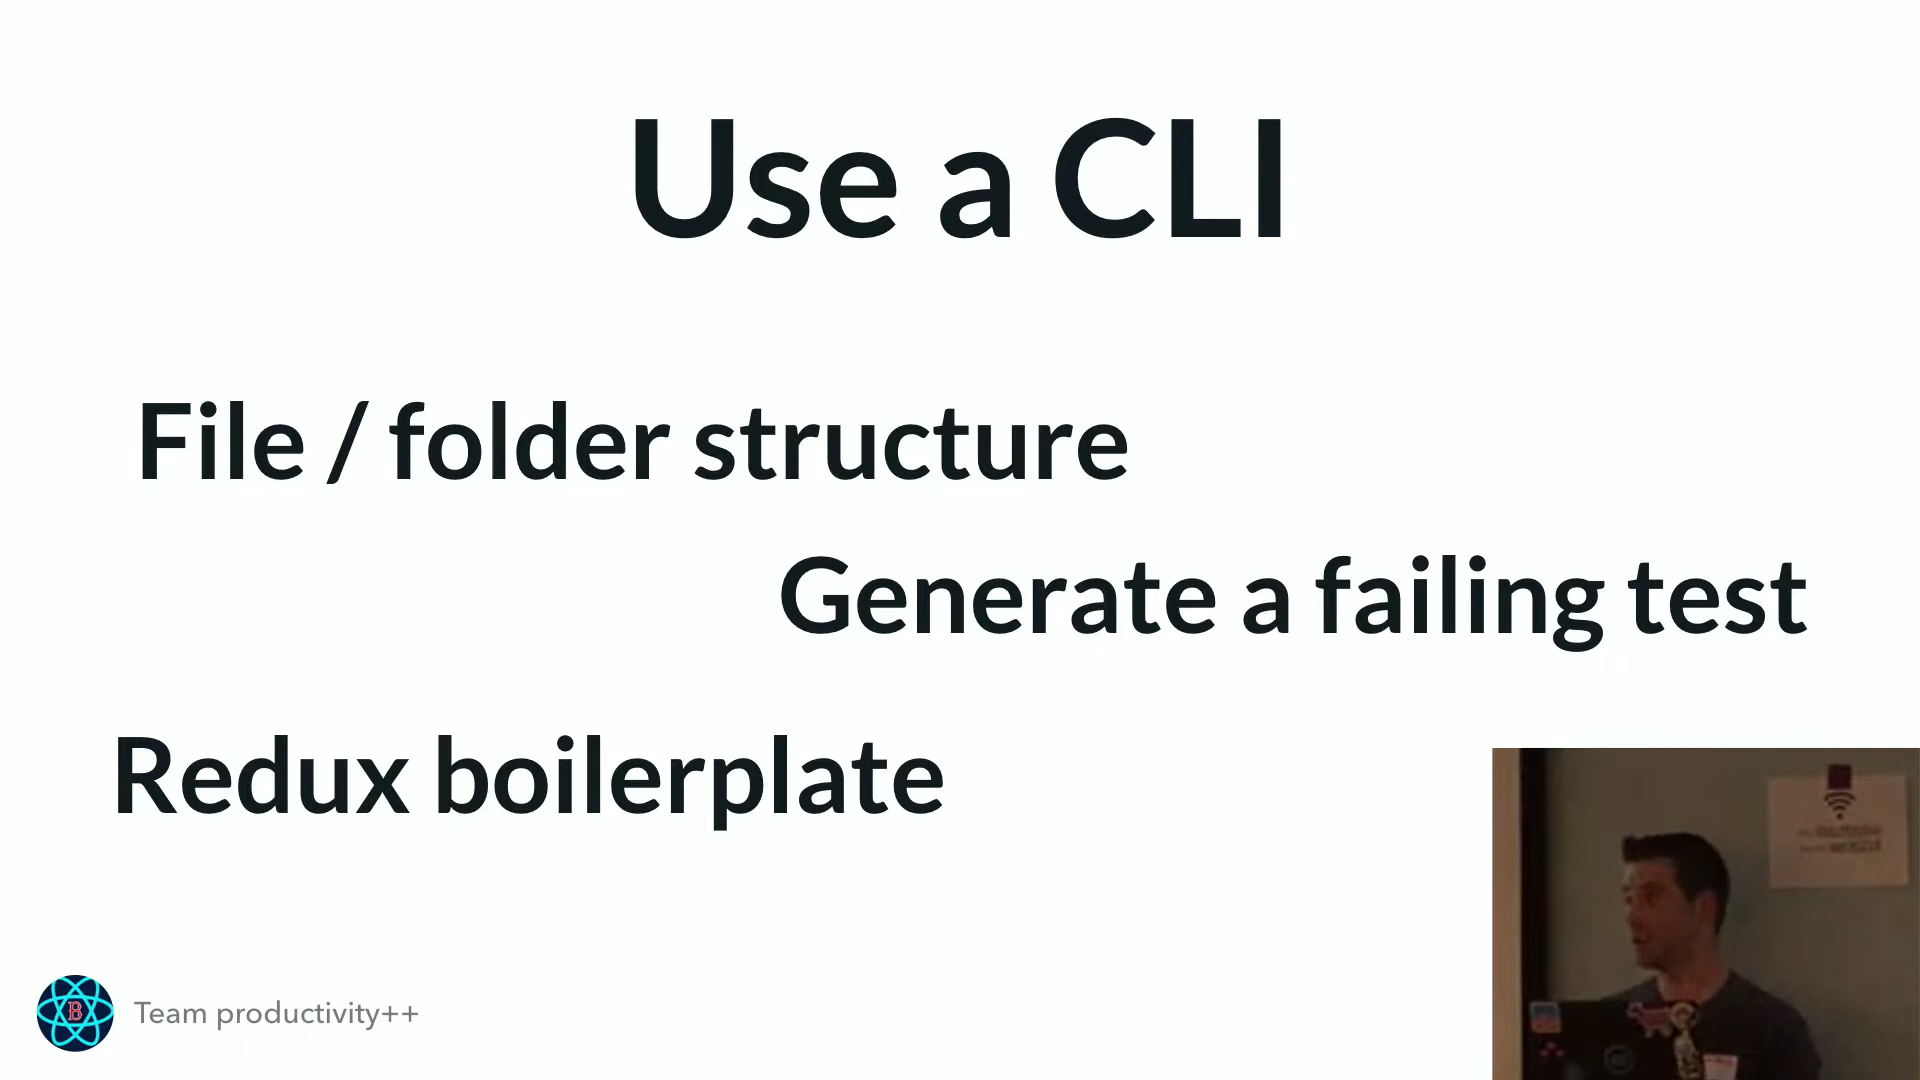 Use a CLI
File / folder structure
Generate a failing test
Redux boilerplate
B
Team productivity++